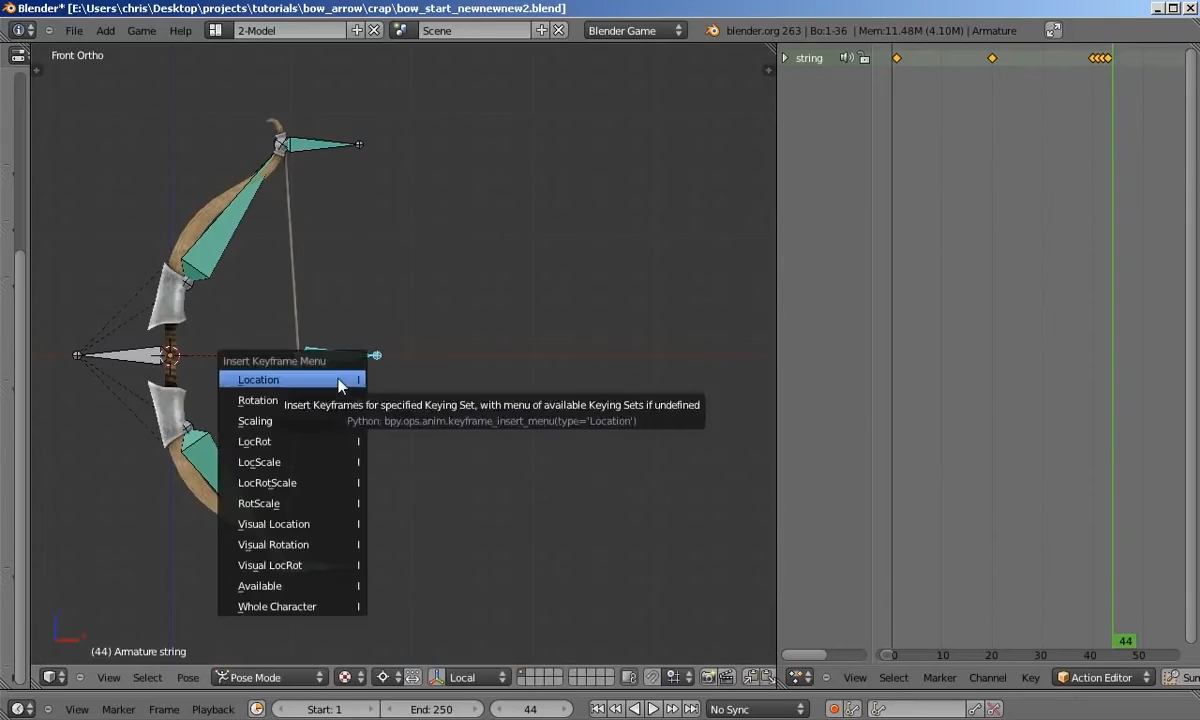 Blender* [E:\Users\chris\Desktop\projects\tutorials\bow_arrow\crap\bow_start_newnewnew2.blend]
File Add Game Help 2-Model Scene Blender Game blender.org 263 | Bo:1-36 | Mem:11.48M (4.10M) | Armature
Front Ortho
string
Insert Keyframe Menu
Location I
Rotation
Insert Keyframes for specified Keying Set, with menu of available Keying Sets if undefined
Scaling
Python: bpy.ops.anim.keyframe_insert_menu(type='Location')
LocRot I
LocScale I
LocRotScale I
RotScale I
Visual Location I
Visual Rotation I
Visual LocRot I
Available I
Whole Character I
(44) Armature string
44
0 10 20 30 40 50
View Select Pose Pose Mode Local View Select Marker Channel Key Action Editor
View Marker Frame Playback Start: 1 End: 250 44 No Sync